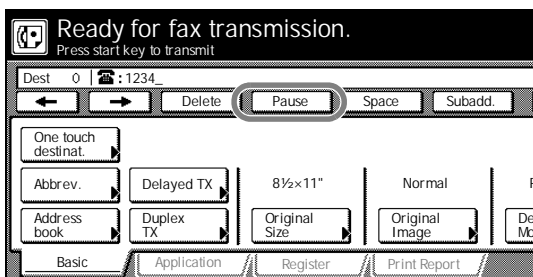 Ready for fax transmission.
Press start key to transmit
Dest 0 ☎:1234_
← → Delete Pause Space Subadd.
One touch
destinat.
Abbrev. Delayed TX 8½×11" Normal
Address
book
Duplex
TX
Original
Size
Original
Image
Basic Application Register Print Report